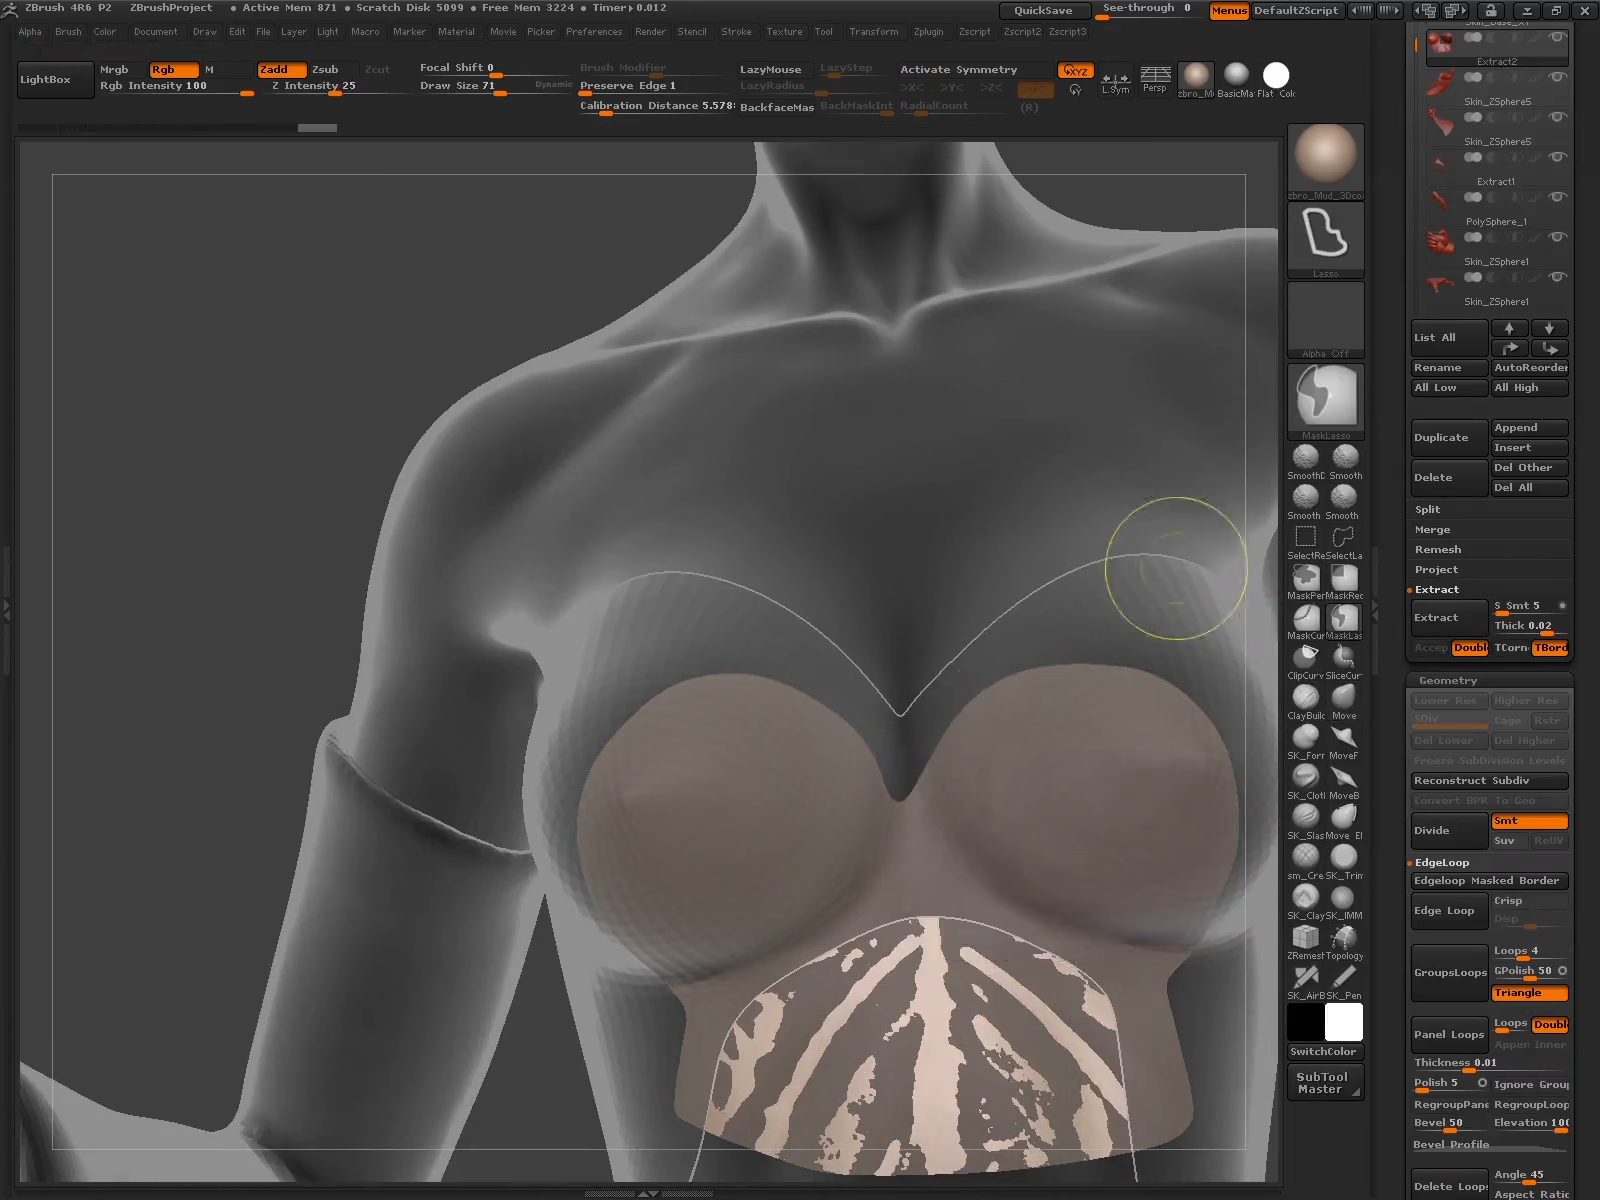 ZBrush 4R6 P2 ZBrushProject • Active Mem 871 • Scratch Disk 5099 • Free Mem 3224 • Timer▸0.012 QuickSave See-through 0 Menus DefaultZScript
Alpha Brush Color Document Draw Edit File Layer Light Macro Marker Material Movie Picker Preferences Render Stencil Stroke Texture Tool Transform Zplugin Zscript Zscript2 Zscript3
LightBox
Mrgb Rgb M
Rgb Intensity 100
Zadd Zsub Zcut
Z Intensity 25
Focal Shift 0
Draw Size 71 Dynamic
Brush Modifier
Preserve Edge 1
Calibration Distance 5.578
LazyMouse LazyStep
LazyRadius
BackfaceMas BackMaskInt
Activate Symmetry
>X< >Y< >Z<
RadialCount (R)
XYZ
L.Sym
Persp
zbro_M
BasicMa
Flat Col
zbro_Mud_3Dco
Lasso
Alpha Off
MaskLasso
SmoothD Smooth
Smooth Smooth
SelectRe SelectLa
MaskPer MaskRec
MaskCur MaskLas
ClipCurv SliceCur
ClayBuil Move
SK_Forr MoveF
SK_Clotl MoveB
SK_Slas Move El
sm_Cre SK_Trim
SK_Clay SK_IMM
ZRemesh Topology
SK_AirB SK_Pen
SwitchColor
SubTool
Master
Extract2
Skin_ZSphere5
Skin_ZSphere5
Extract1
PolySphere_1
Skin_ZSphere1
Skin_ZSphere1
List All
Rename AutoReorder
All Low All High
Duplicate Append
Insert
Delete Del Other
Del All
Split
Merge
Remesh
Project
Extract
Extract S Smt 5
Thick 0.02
Accep Doubl TCorn TBord
Geometry
Lower Res Higher Res
SDiv Cage Rstr
Del Lower Del Higher
Freeze SubDivision Levels
Reconstruct Subdiv
Convert BPR To Geo
Divide Smt
Suv ReUV
EdgeLoop
Edgeloop Masked Border
Edge Loop Crisp
Disp
GroupsLoops Loops 4
GPolish 50
Triangle
Panel Loops Loops Doubl
Appen Inner
Thickness 0.01
Polish 5 Ignore Grou
RegroupPane RegroupLoop
Bevel 50 Elevation 100
Bevel Profile
Delete Loops Angle 45
Aspect Ratio